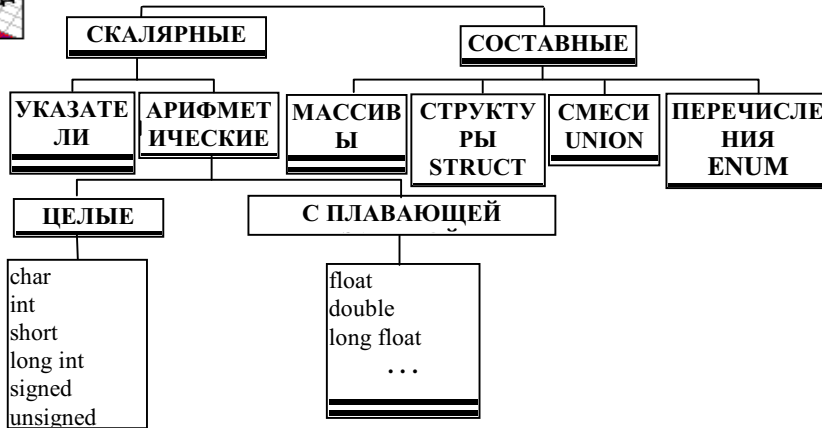 СКАЛЯРНЫЕ
СОСТАВНЫЕ
УКАЗАТЕ
ЛИ
АРИФМЕТ
ИЧЕСКИЕ
МАССИВ
Ы
СТРУКТУ
РЫ
STRUCT
СМЕСИ
UNION
ПЕРЕЧИСЛЕ
НИЯ
ENUM
ЦЕЛЫЕ
С ПЛАВАЮЩЕЙ
char
int
short
long int
signed
unsigned
float
double
long float
...